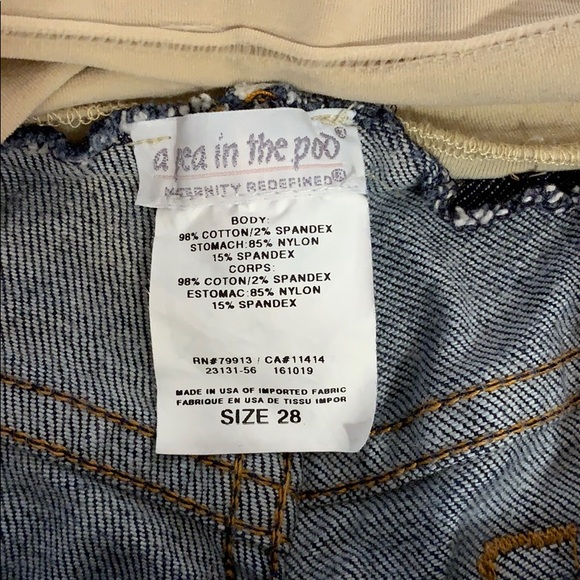 a pea in the pod®
MATERNITY REDEFINED®
BODY:
98% COTTON/2% SPANDEX
STOMACH:85% NYLON
15% SPANDEX
CORPS:
98% COTON/2% SPANDEX
ESTOMAC:85% NYLON
15% SPANDEX
RN#79913 / CA#11414
23131-56 161019
MADE IN USA OF IMPORTED FABRIC
FABRIQUE EN USA DE TISSU IMPOR
SIZE 28